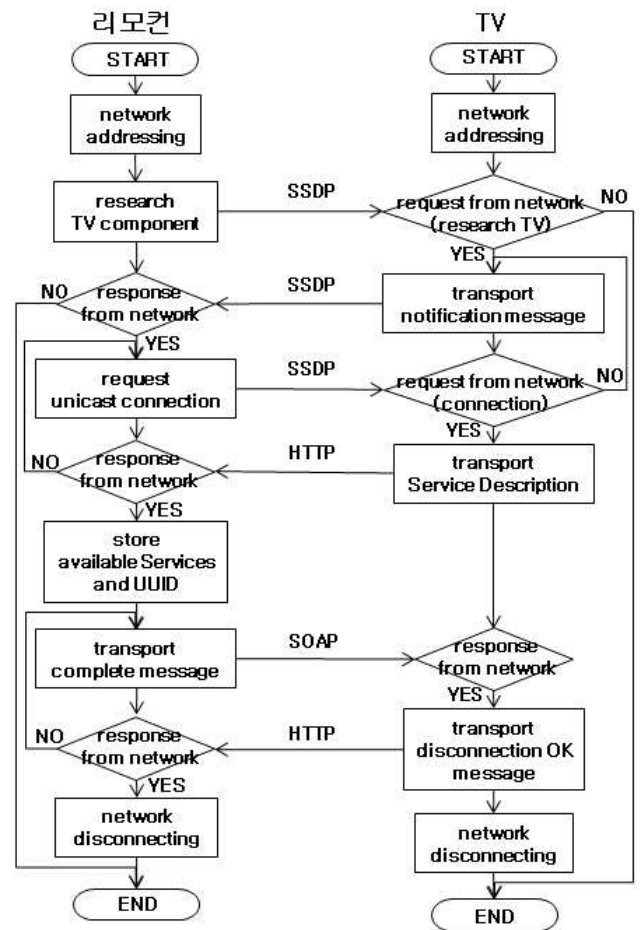 리모컨
TV
START
START
network
addressing
network
addressing
research
TV component
SSDP
request from network
(research TV)
NO
YES
NO
response
from network
SSDP
transport
notification message
YES
request
unicast connection
SSDP
request from network
(connection)
NO
YES
NO
response
from network
HTTP
transport
Service Description
YES
store
available Services
and UUID
transport
complete message
SOAP
response
from network
YES
NO
response
from network
HTTP
transport
disconnection OK
message
YES
network
disconnecting
network
disconnecting
END
END